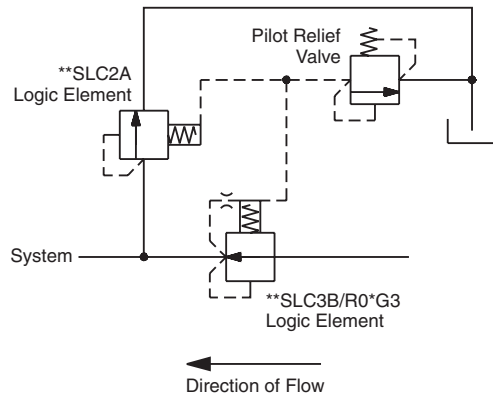 Pilot Relief
Valve
**SLC2A
Logic Element
System
**SLC3B/R0*G3
Logic Element
Direction of Flow